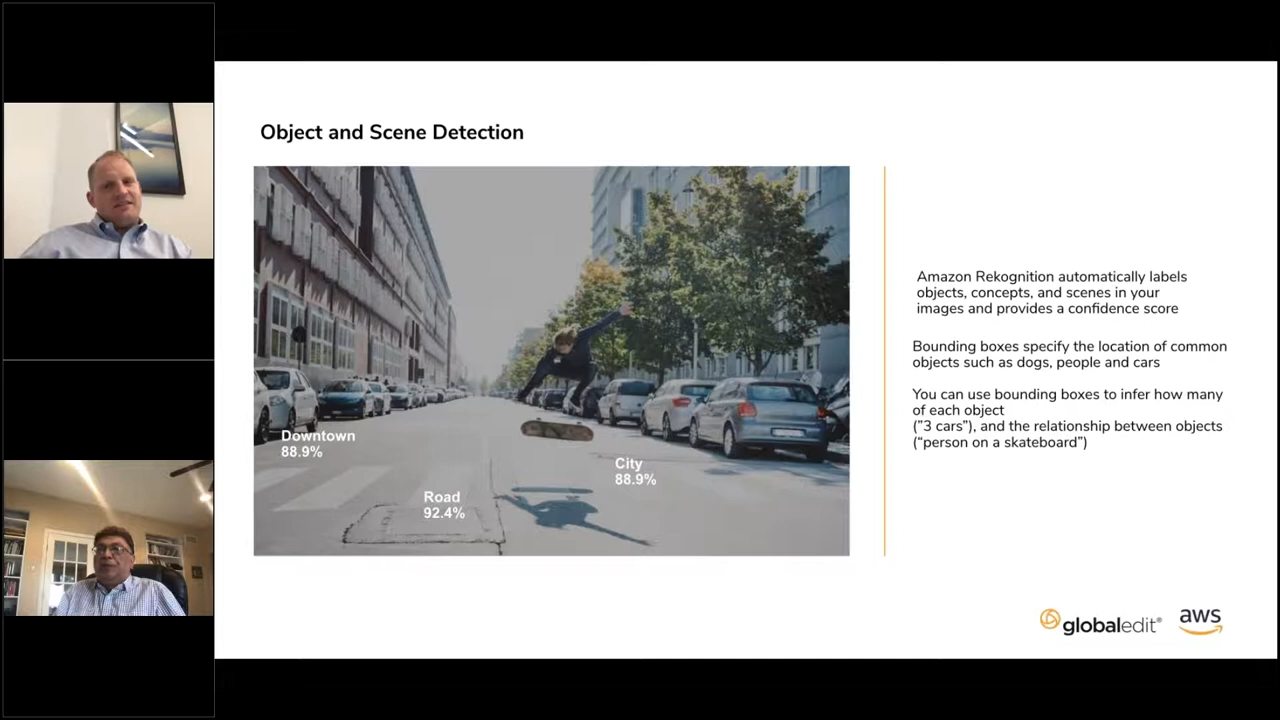 Object and Scene Detection
Downtown
88.9%
Road
92.4%
City
88.9%
Amazon Rekognition automatically labels
objects, concepts, and scenes in your
images and provides a confidence score
Bounding boxes specify the location of common
objects such as dogs, people and cars
You can use bounding boxes to infer how many
of each object
("3 cars"), and the relationship between objects
(“person on a skateboard”)
globaledit®
aws